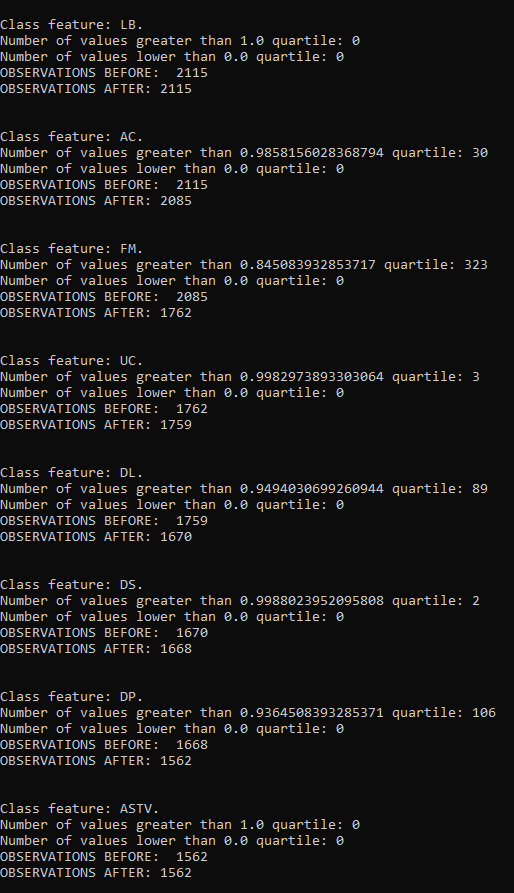 Class feature: LB.
Number of values greater than 1.0 quartile: 0
Number of values lower than 0.0 quartile: 0
OBSERVATIONS BEFORE:  2115
OBSERVATIONS AFTER: 2115
Class feature: AC.
Number of values greater than 0.9858156028368794 quartile: 30
Number of values lower than 0.0 quartile: 0
OBSERVATIONS BEFORE:  2115
OBSERVATIONS AFTER: 2085
Class feature: FM.
Number of values greater than 0.845083932853717 quartile: 323
Number of values lower than 0.0 quartile: 0
OBSERVATIONS BEFORE:  2085
OBSERVATIONS AFTER: 1762
Class feature: UC.
Number of values greater than 0.9982973893303064 quartile: 3
Number of values lower than 0.0 quartile: 0
OBSERVATIONS BEFORE:  1762
OBSERVATIONS AFTER: 1759
Class feature: DL.
Number of values greater than 0.9494030699260944 quartile: 89
Number of values lower than 0.0 quartile: 0
OBSERVATIONS BEFORE:  1759
OBSERVATIONS AFTER: 1670
Class feature: DS.
Number of values greater than 0.9988023952095808 quartile: 2
Number of values lower than 0.0 quartile: 0
OBSERVATIONS BEFORE:  1670
OBSERVATIONS AFTER: 1668
Class feature: DP.
Number of values greater than 0.9364508393285371 quartile: 106
Number of values lower than 0.0 quartile: 0
OBSERVATIONS BEFORE:  1668
OBSERVATIONS AFTER: 1562
Class feature: ASTV.
Number of values greater than 1.0 quartile: 0
Number of values lower than 0.0 quartile: 0
OBSERVATIONS BEFORE:  1562
OBSERVATIONS AFTER: 1562